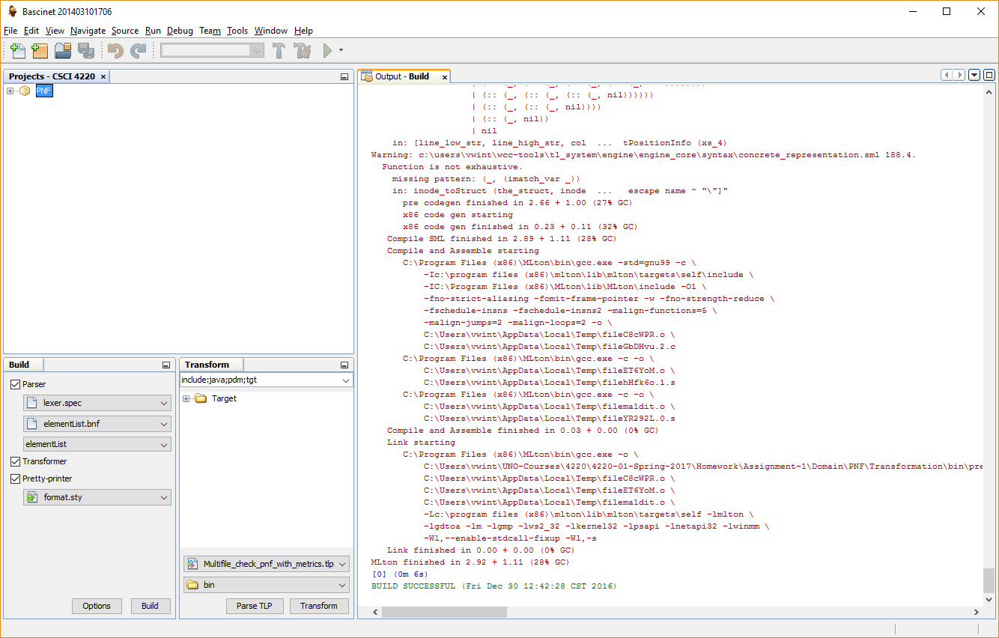 Bascinet 201403101706
File Edit View Navigate Source Run Debug Team Tools Window Help
Projects - CSCI 4220
PNF
Output - Build
| (:: (_, (:: (_, (:: (_, nil))))))
| (:: (_, (:: (_, nil))))
| (:: (_, nil))
| nil
in: [line_low_str, line_high_str, col ... tPositionInfo (xs_4)
Warning: c:\users\vwint\wcc-tools\tl_system\engine\engine_core\syntax\concrete_representation.sml 188.4.
Function is not exhaustive.
missing pattern: (_, (imatch_var _))
in: inode_toStruct (the_struct, inode ... escape name ^ "\"]"
pre codegen finished in 2.66 + 1.00 (27% GC)
x86 code gen starting
x86 code gen finished in 0.23 + 0.11 (32% GC)
Compile SML finished in 2.89 + 1.11 (28% GC)
Compile and Assemble starting
C:\Program Files (x86)\MLton\bin\gcc.exe -std=gnu99 -c \
-Ic:\program files (x86)\mlton\lib\mlton\targets\self\include \
-IC:\Program Files (x86)\MLton\lib\MLton\include -O1 \
-fno-strict-aliasing -fomit-frame-pointer -w -fno-strength-reduce \
-fschedule-insns -fschedule-insns2 -malign-functions=5 \
-malign-jumps=2 -malign-loops=2 -o \
C:\Users\vwint\AppData\Local\Temp\fileC8cWPR.o \
C:\Users\vwint\AppData\Local\Temp\fileGbDHvu.2.c
C:\Program Files (x86)\MLton\bin\gcc.exe -c -o \
C:\Users\vwint\AppData\Local\Temp\fileET6YoM.o \
C:\Users\vwint\AppData\Local\Temp\filehHfk6o.1.s
C:\Program Files (x86)\MLton\bin\gcc.exe -c -o \
C:\Users\vwint\AppData\Local\Temp\filema1dit.o \
C:\Users\vwint\AppData\Local\Temp\fileYR292L.0.s
Compile and Assemble finished in 0.03 + 0.00 (0% GC)
Link starting
C:\Program Files (x86)\MLton\bin\gcc.exe -o \
C:\Users\vwint\UNO-Courses\4220\4220-01-Spring-2017\Homework\Assignment-1\Domain\PNF\Transformation\bin\pre
C:\Users\vwint\AppData\Local\Temp\fileC8cWPR.o \
C:\Users\vwint\AppData\Local\Temp\fileET6YoM.o \
C:\Users\vwint\AppData\Local\Temp\filema1dit.o \
-Lc:\program files (x86)\mlton\lib\mlton\targets\self -lmlton \
-lgdtoa -lm -lgmp -lws2_32 -lkernel32 -lpsapi -lnetapi32 -lwinmm \
-Wl,--enable-stdcall-fixup -Wl,-s
Link finished in 0.00 + 0.00 (0% GC)
MLton finished in 2.92 + 1.11 (28% GC)
[0] (0m 6s)
BUILD SUCCESSFUL (Fri Dec 30 12:42:28 CST 2016)
Build
Parser
lexer.spec
elementList.bnf
elementList
Transformer
Pretty-printer
format.sty
Options Build
Transform
include:java;pdm;tgt
Target
Multifile_check_pnf_with_metrics.tlp
bin
Parse TLP Transform